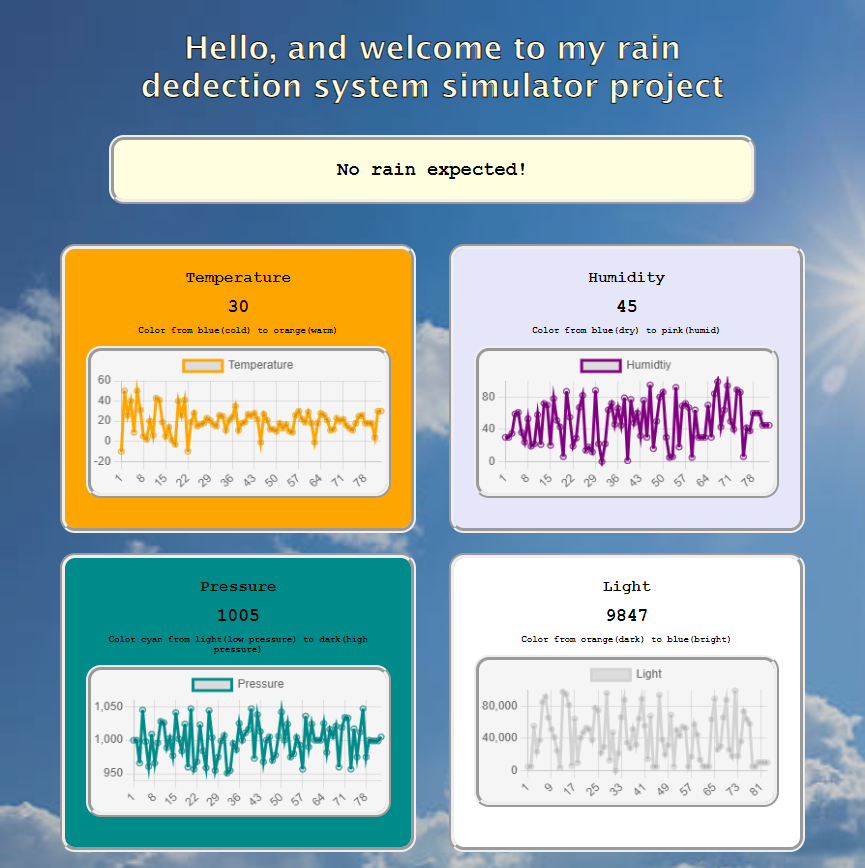 Hello, and welcome to my rain
dedection system simulator project
No rain expected!
Temperature
30
Color from blue(cold) to orange(warm)
Temperature
60
40
20
0
-20
1 8 15 22 29 36 43 50 57 64 71 78
Humidity
45
Color from blue(dry) to pink(humid)
Humidtiy
80
40
0
1 8 15 22 29 36 43 50 57 64 71 78
Pressure
1005
Color cyan from light(low pressure) to dark(high
pressure)
Pressure
1,050
1,000
950
1 8 15 22 29 36 43 50 57 64 71 78
Light
9847
Color from orange(dark) to blue(bright)
Light
80,000
40,000
0
1 9 17 25 33 41 49 57 65 73 81